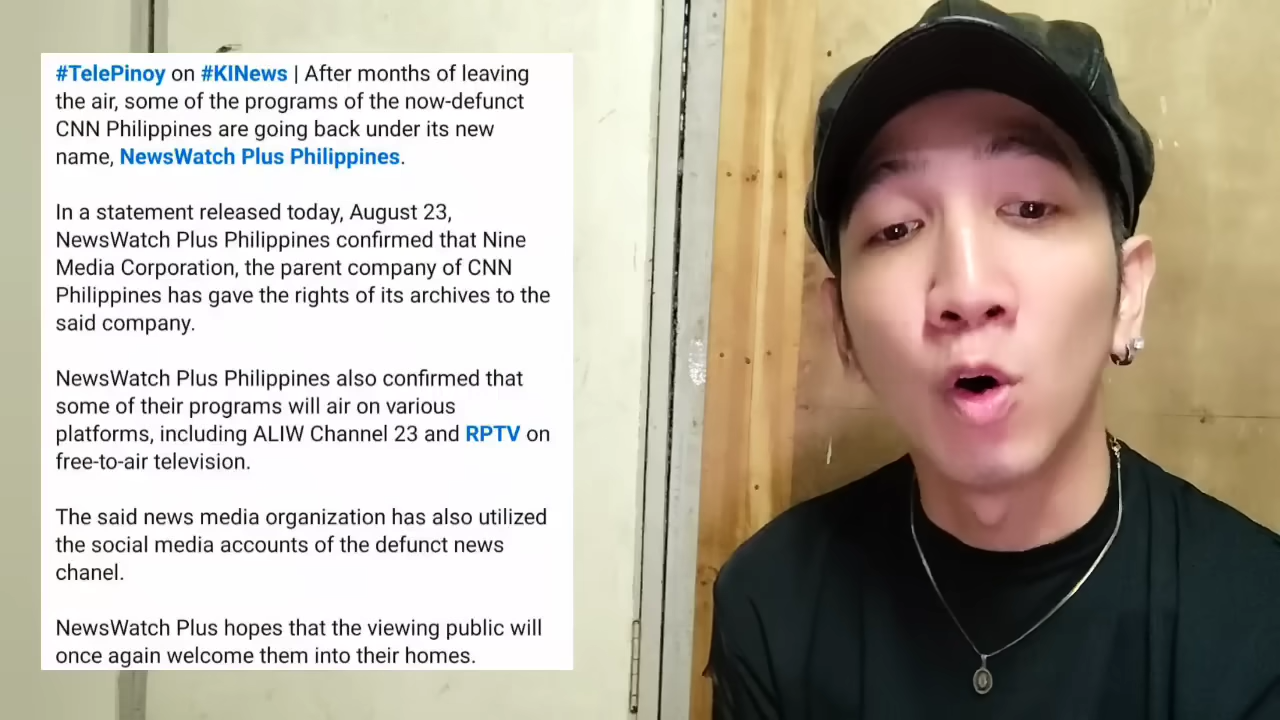 #TelePinoy on #KINews | After months of leaving
the air, some of the programs of the now-defunct
CNN Philippines are going back under its new
name, NewsWatch Plus Philippines.
In a statement released today, August 23,
NewsWatch Plus Philippines confirmed that Nine
Media Corporation, the parent company of CNN
Philippines has gave the rights of its archives to the
said company.
NewsWatch Plus Philippines also confirmed that
some of their programs will air on various
platforms, including ALIW Channel 23 and RPTV on
free-to-air television.
The said news media organization has also utilized
the social media accounts of the defunct news
chanel.
NewsWatch Plus hopes that the viewing public will
once again welcome them into their homes.